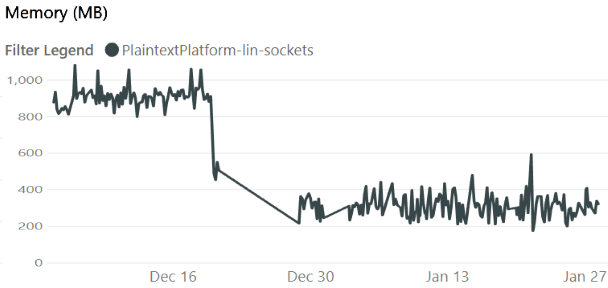 Memory (MB)
Filter Legend PlaintextPlatform-lin-sockets
1,000
800
600
400
200
0
Dec 16 Dec 30 Jan 13 Jan 27